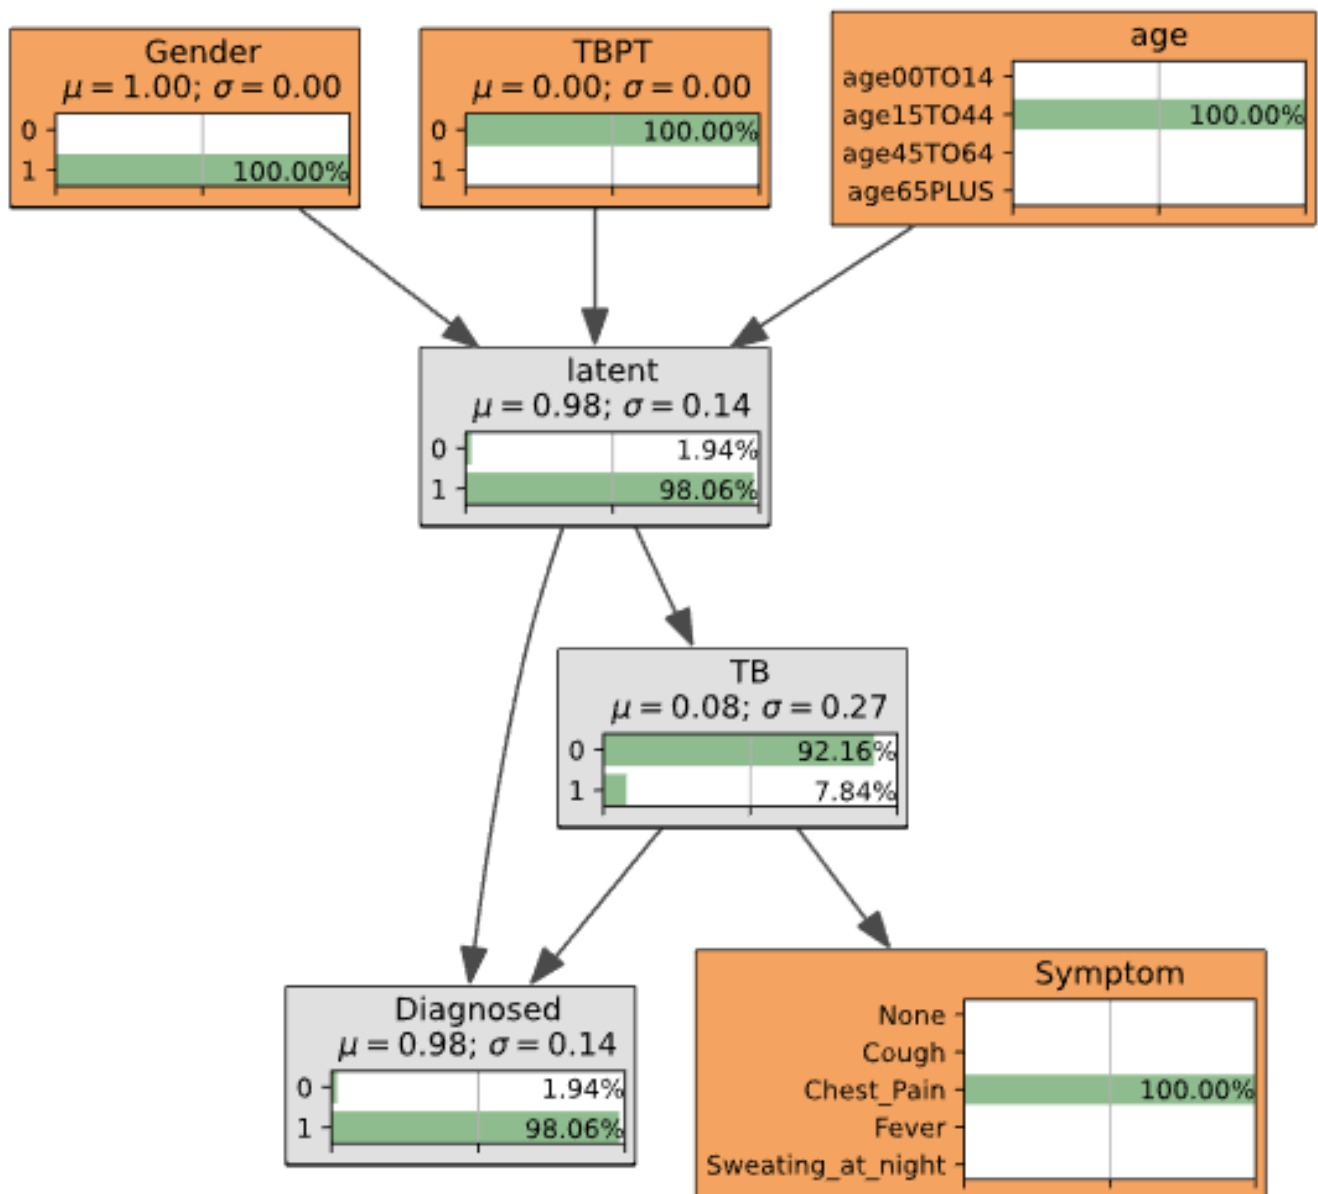 Gender
μ = 1.00; σ = 0.00
0
1 100.00%
TBPT
μ = 0.00; σ = 0.00
0 100.00%
1
age
age00TO14
age15TO44 100.00%
age45TO64
age65PLUS
latent
μ = 0.98; σ = 0.14
0 1.94%
1 98.06%
TB
μ = 0.08; σ = 0.27
0 92.16%
1 7.84%
Diagnosed
μ = 0.98; σ = 0.14
0 1.94%
1 98.06%
Symptom
None
Cough
Chest_Pain 100.00%
Fever
Sweating_at_night